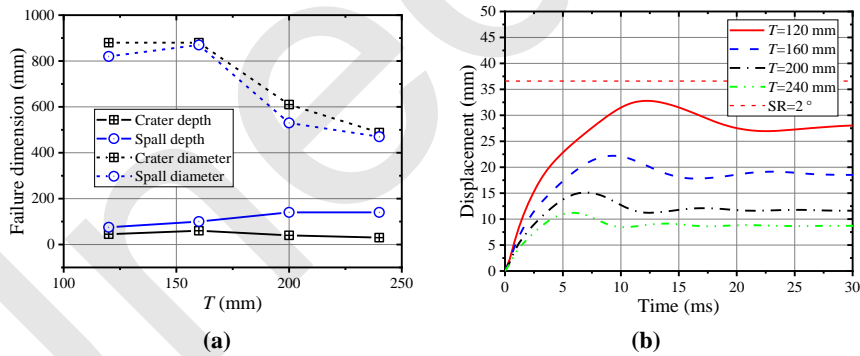 1000
800
600
400
200
0
Failure dimension (mm)
Crater depth
Spall depth
Crater diameter
Spall diameter
100
150
200
250
T (mm)
(a)
50
45
40
35
30
25
20
15
10
5
0
Displacement (mm)
T=120 mm
T=160 mm
T=200 mm
T=240 mm
SR=2 °
0
5
10
15
20
25
30
Time (ms)
(b)